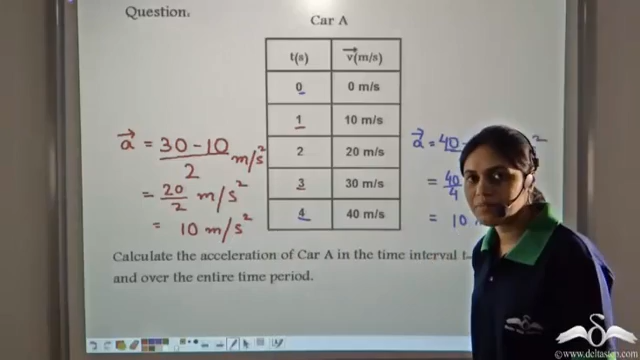 Question.
Car A
t(s) v(m/s)
0 0 m/s
1 10 m/s
2 20 m/s
3 30 m/s
4 40 m/s
a = 30 - 10
2 m/s²
= 20/2 m/s²
= 10 m/s²
a = 40
= 40/4
= 10
Calculate the acceleration of Car A in the time interval
and over the entire time period.
©www.deltastep.com